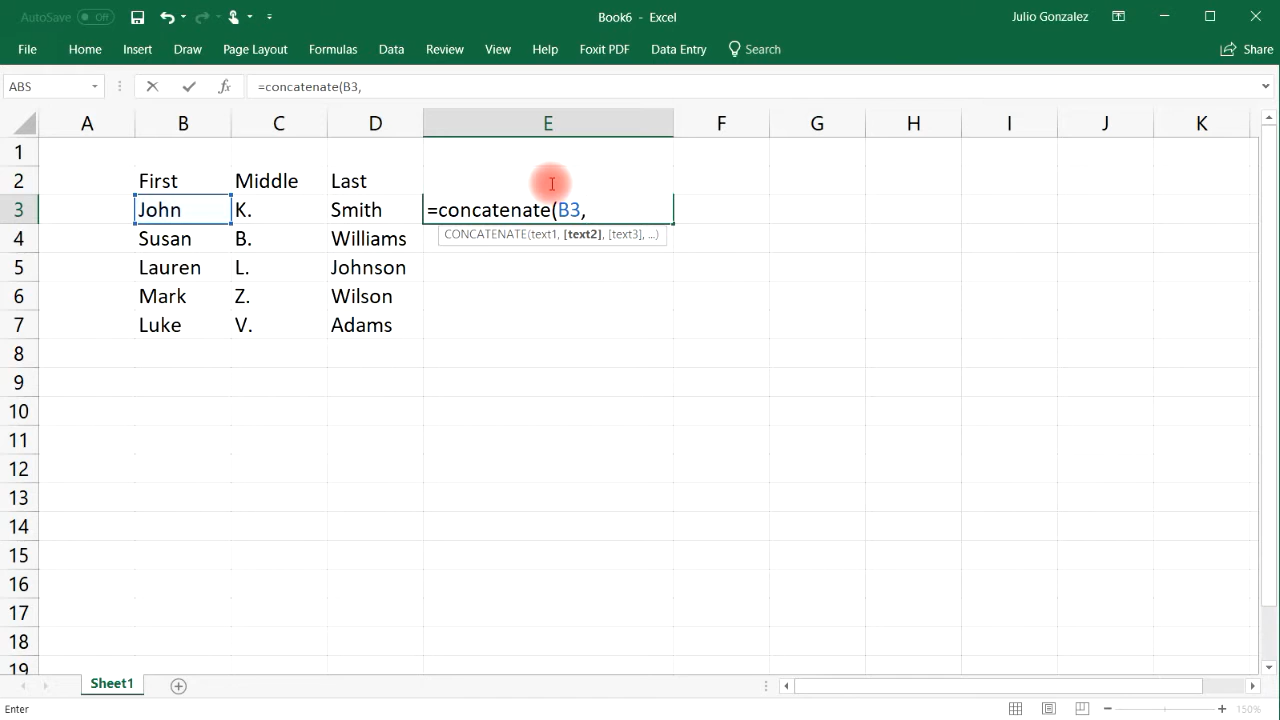 AutoSave Off Book6 - Excel Julio Gonzalez
File Home Insert Draw Page Layout Formulas Data Review View Help Foxit PDF Data Entry Search Share
ABS fx =concatenate(B3,
A B C D E F G H I J K
1
2 First Middle Last
3 John K. Smith =concatenate(B3,
CONCATENATE(text1, [text2], [text3], ...)
4 Susan B. Williams
5 Lauren L. Johnson
6 Mark Z. Wilson
7 Luke V. Adams
8
9
10
11
12
13
14
15
16
17
18
19
Sheet1
Enter 150%